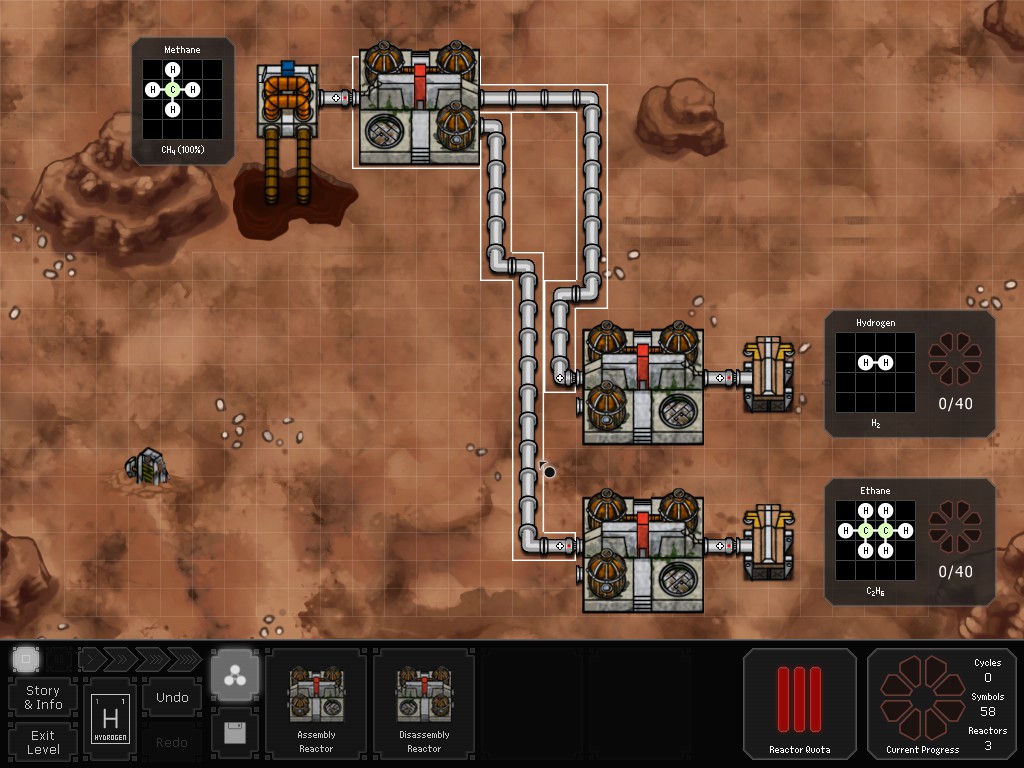 Methane
H
H C H
H
CH₄ (100%)
Hydrogen
H H
0/40
H₂
Ethane
H H
H C C H
H H
0/40
C₂H₆
Story
& Info
Exit
Level
1 1
H
HYDROGEN
Undo
Redo
Assembly
Reactor
Disassembly
Reactor
Reactor Quota
Current Progress
Cycles
0
Symbols
58
Reactors
3